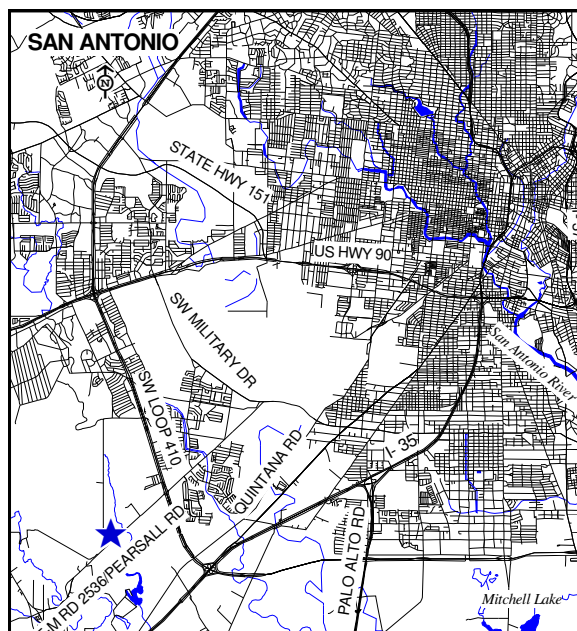 SAN ANTONIO
N
STATE HWY 151
US HWY 90
SW MILITARY DR
San Antonio River
SW LOOP 410
QUINTANA RD
I- 35
F-M RD 2536/PEARSALL RD
PALO ALTO RD
Mitchell Lake